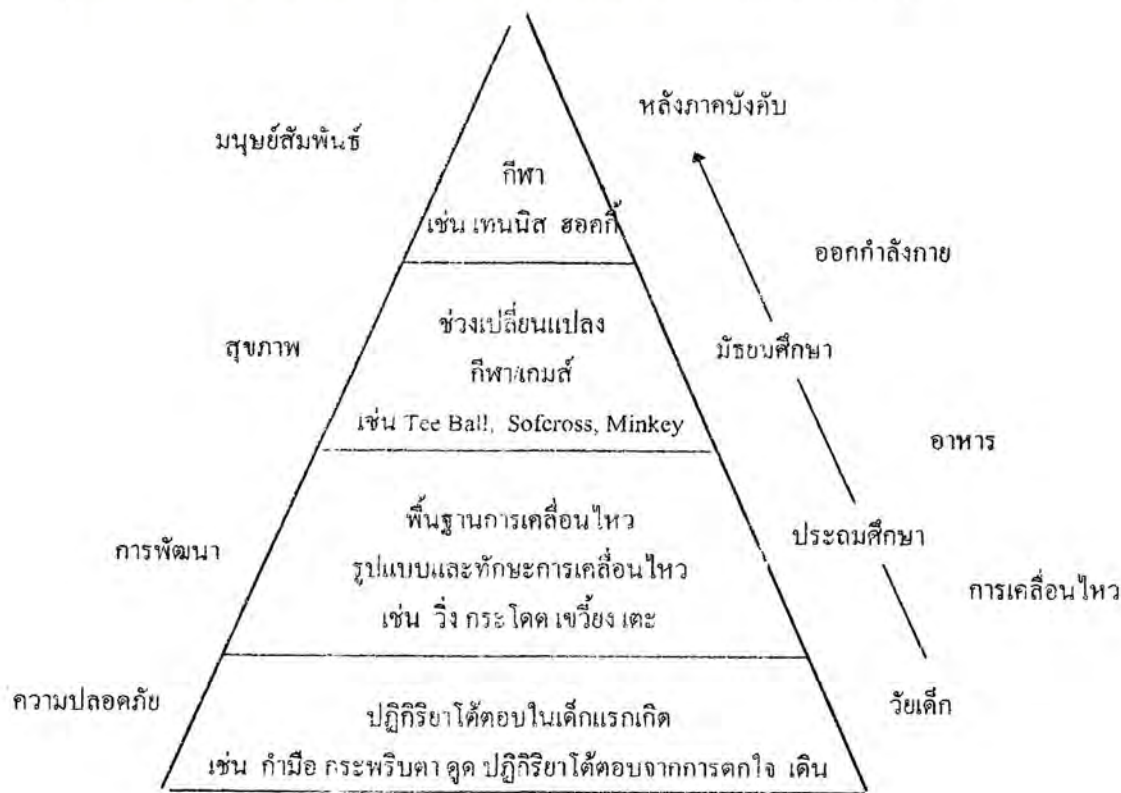 หลังภาคบังคับ
มนุษย์สัมพันธ์
กีฬา
เช่น เทนนิส ฮอคกี้
ออกกำลังกาย
ช่วงเปลี่ยนแปลง
สุขภาพ
มัธยมศึกษา
กีฬา/เกมส์
เช่น Tee Ball, Sofcross, Minkey
อาหาร
พื้นฐานการเคลื่อนไหว
การพัฒนา
ประถมศึกษา
รูปแบบและทักษะการเคลื่อนไหว
การเคลื่อนไหว
เช่น วิ่ง กระโดด เขวี้ยง เตะ
ความปลอดภัย
วัยเด็ก
ปฏิกิริยาโต้ตอบในเด็กแรกเกิด
เช่น กำมือ กระพริบตา ดูด ปฏิกิริยาโต้ตอบจากการตกใจ เดิน